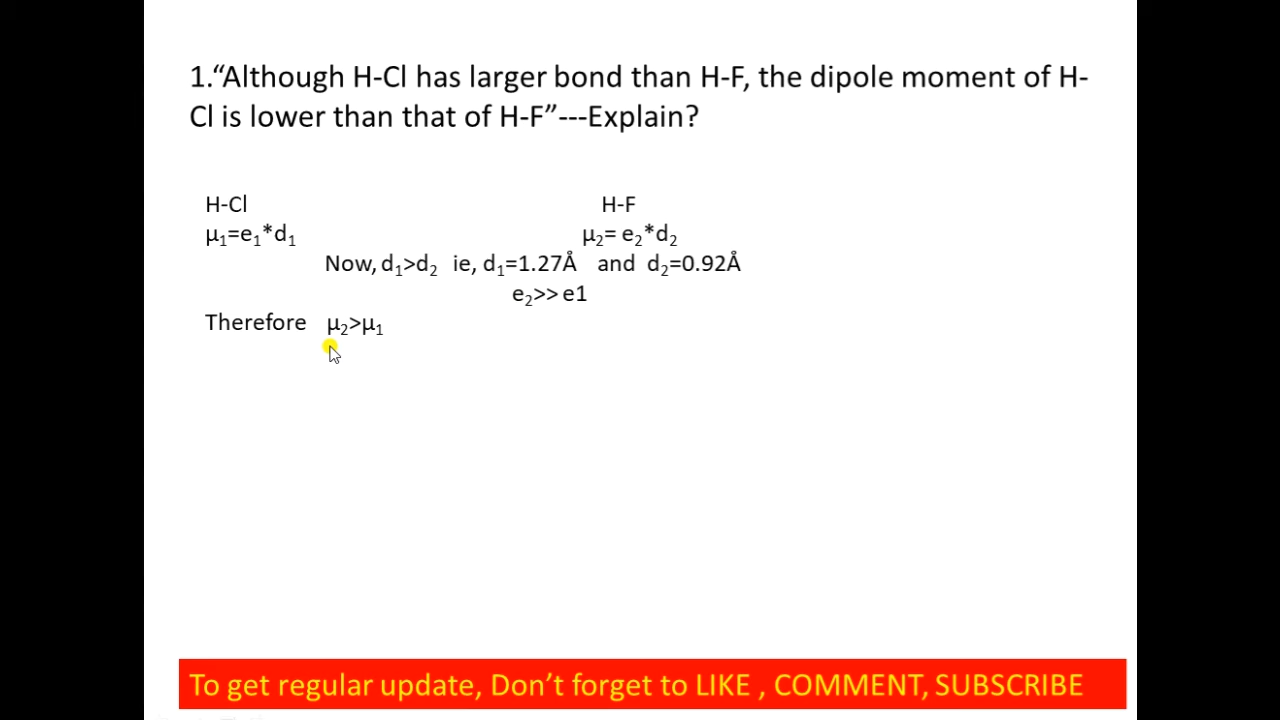 1.“Although H-Cl has larger bond than H-F, the dipole moment of H-
Cl is lower than that of H-F”---Explain?
H-Cl H-F
μ₁=e₁*d₁ μ₂= e₂*d₂
Now, d₁>d₂ ie, d₁=1.27Å and d₂=0.92Å
e₂>> e1
Therefore μ₂>μ₁
To get regular update, Don’t forget to LIKE , COMMENT, SUBSCRIBE